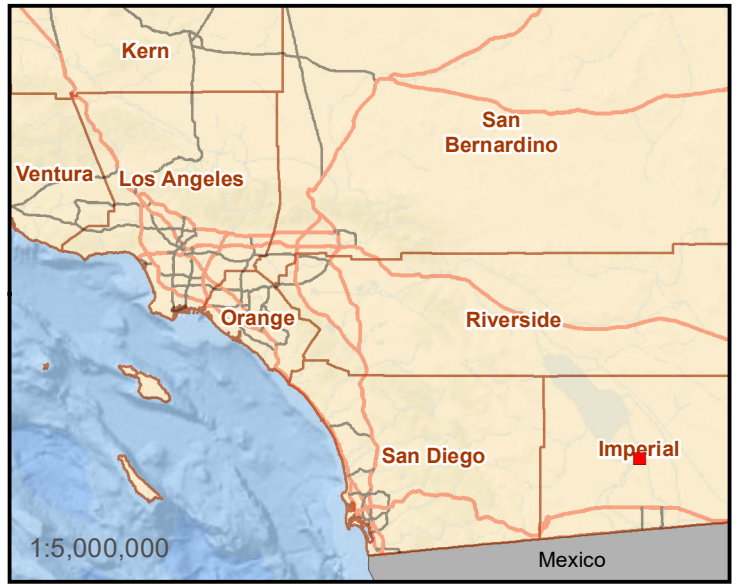 Kern
San
Bernardino
Ventura
Los Angeles
Orange
Riverside
San Diego
Imperial
1:5,000,000
Mexico